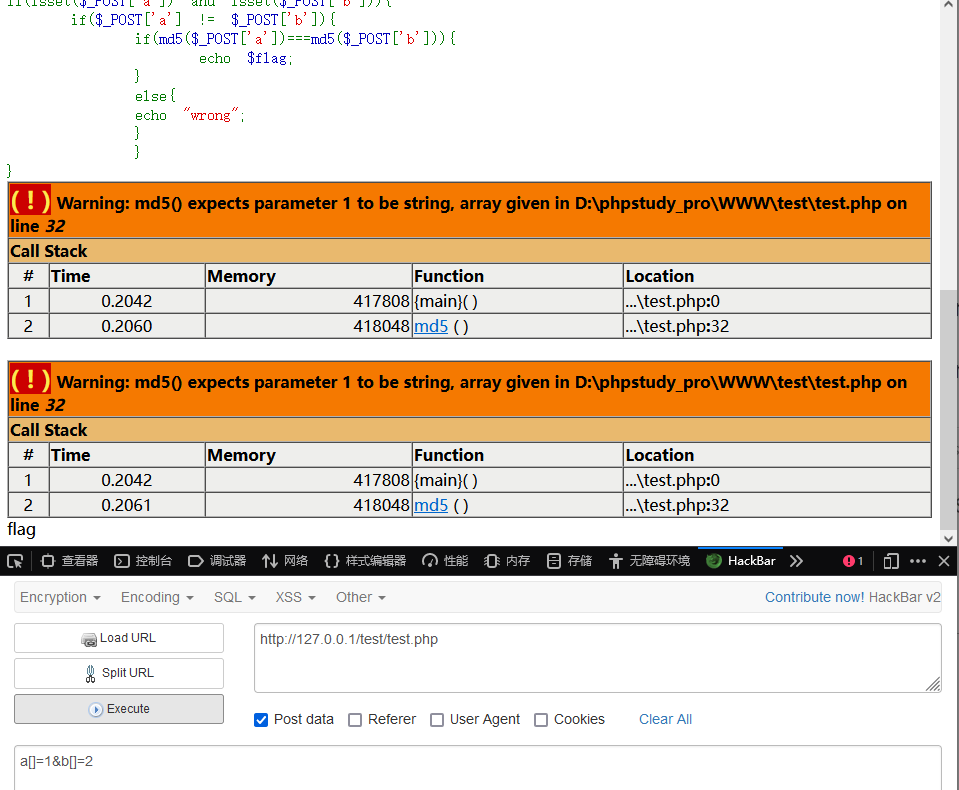 if(isset($_POST['a']) and isset($_POST['b'])){
if($_POST['a'] != $_POST['b']){
if(md5($_POST['a'])===md5($_POST['b'])){
echo $flag;
}
else{
echo "wrong";
}
}
}
( ! ) Warning: md5() expects parameter 1 to be string, array given in D:\phpstudy_pro\WWW\test\test.php on
line 32
Call Stack
# Time Memory Function Location
1 0.2042 417808 {main}( ) ...\test.php:0
2 0.2060 418048 md5 ( ) ...\test.php:32
( ! ) Warning: md5() expects parameter 1 to be string, array given in D:\phpstudy_pro\WWW\test\test.php on
line 32
Call Stack
# Time Memory Function Location
1 0.2042 417808 {main}( ) ...\test.php:0
2 0.2061 418048 md5 ( ) ...\test.php:32
flag
查看器 控制台 调试器 网络 样式编辑器 性能 内存 存储 无障碍环境 HackBar 1
Encryption Encoding SQL XSS Other Contribute now! HackBar v2
Load URL http://127.0.0.1/test/test.php
Split URL
Execute
Post data Referer User Agent Cookies Clear All
a[]=1&b[]=2